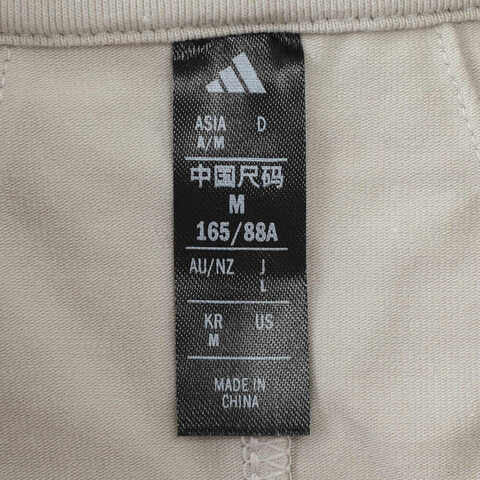 ASIA D
A/M
中国尺码
M
165/88A
AU/NZ J
L
KR US
M
MADE IN
CHINA